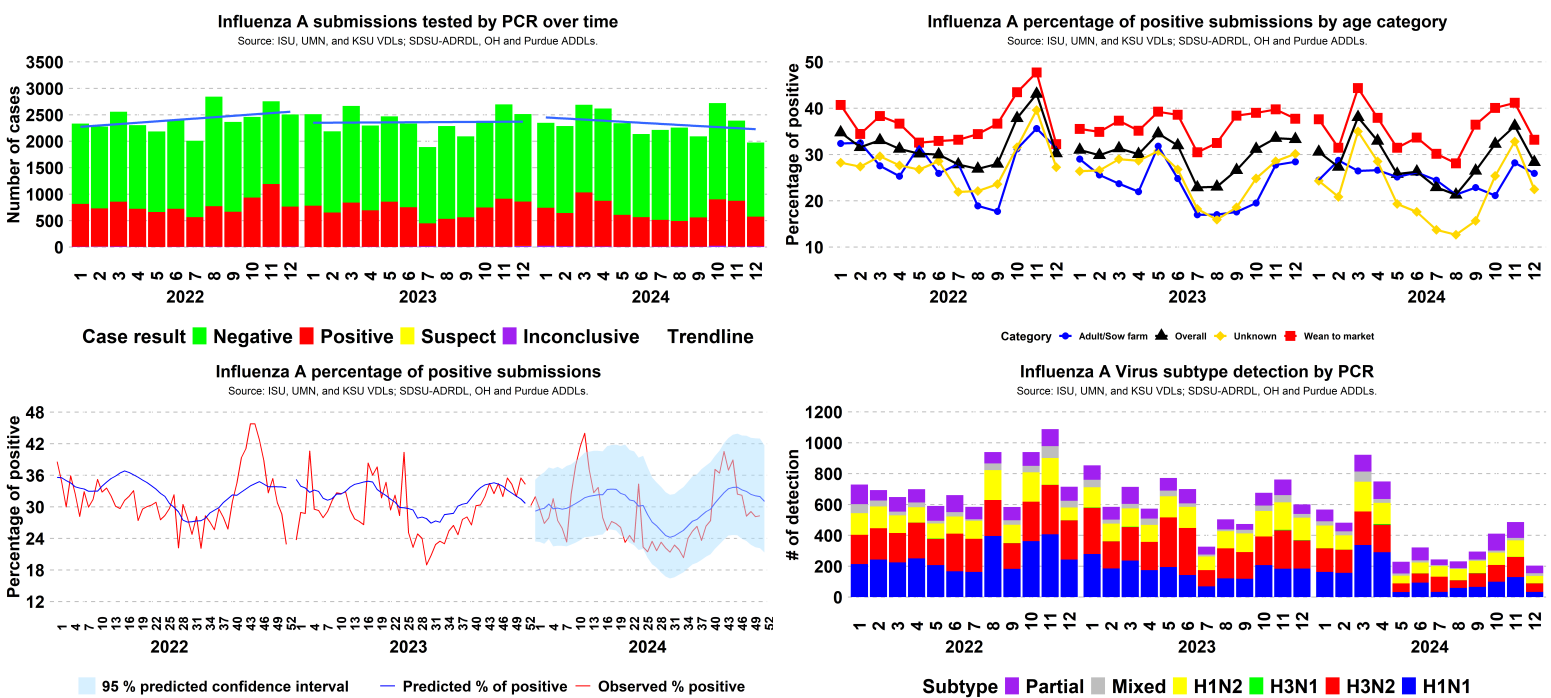 Influenza A submissions tested by PCR over time
Source: ISU, UMN, and KSU VDLs; SDSU-ADRDL, OH and Purdue ADDLs.
Number of cases
3500
3000
2500
2000
1500
1000
500
0
1 2 3 4 5 6 7 8 9 10 11 12 1 2 3 4 5 6 7 8 9 10 11 12 1 2 3 4 5 6 7 8 9 10 11 12
2022 2023 2024
Case result Negative Positive Suspect Inconclusive Trendline
Influenza A percentage of positive submissions by age category
Source: ISU, UMN, and KSU VDLs; SDSU-ADRDL, OH and Purdue ADDLs.
Percentage of positive
50
40
30
20
10
1 2 3 4 5 6 7 8 9 10 11 12 1 2 3 4 5 6 7 8 9 10 11 12 1 2 3 4 5 6 7 8 9 10 11 12
2022 2023 2024
Category Adult/Sow farm Overall Unknown Wean to market
Influenza A percentage of positive submissions
Source: ISU, UMN, and KSU VDLs; SDSU-ADRDL, OH and Purdue ADDLs.
Percentage of positive
48
42
36
30
24
18
12
1 4 7 10 13 16 19 22 25 28 31 34 37 40 43 46 49 52 1 4 7 10 13 16 19 22 25 28 31 34 37 40 43 46 49 52 1 4 7 10 13 16 19 22 25 28 31 34 37 40 43 46 49 52
2022 2023 2024
95 % predicted confidence interval Predicted % of positive Observed % positive
Influenza A Virus subtype detection by PCR
Source: ISU, UMN, and KSU VDLs; SDSU-ADRDL, OH and Purdue ADDLs.
# of detection
1200
1000
800
600
400
200
0
1 2 3 4 5 6 7 8 9 10 11 12 1 2 3 4 5 6 7 8 9 10 11 12 1 2 3 4 5 6 7 8 9 10 11 12
2022 2023 2024
Subtype Partial Mixed H1N2 H3N1 H3N2 H1N1